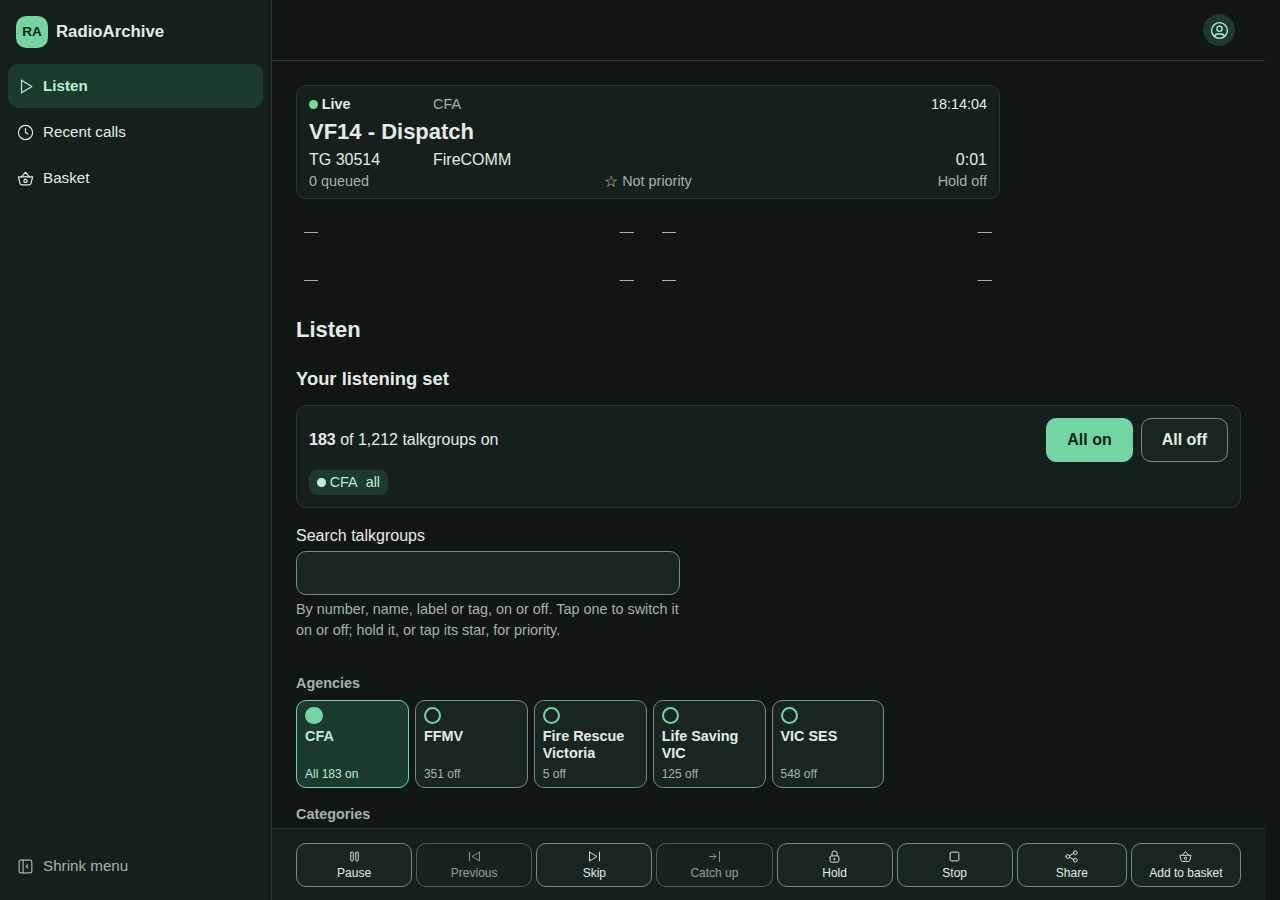 RA RadioArchive
Listen
Recent calls
Basket
Shrink menu
Live CFA 18:14:04
VF14 - Dispatch
TG 30514 FireCOMM 0:01
0 queued ☆ Not priority Hold off
— — — —
— — — —
Listen
Your listening set
183 of 1,212 talkgroups on
All on All off
CFA all
Search talkgroups
By number, name, label or tag, on or off. Tap one to switch it
on or off; hold it, or tap its star, for priority.
Agencies
CFA
All 183 on
FFMV
351 off
Fire Rescue
Victoria
5 off
Life Saving
VIC
125 off
VIC SES
548 off
Categories
Pause Previous Skip Catch up Hold Stop Share Add to basket